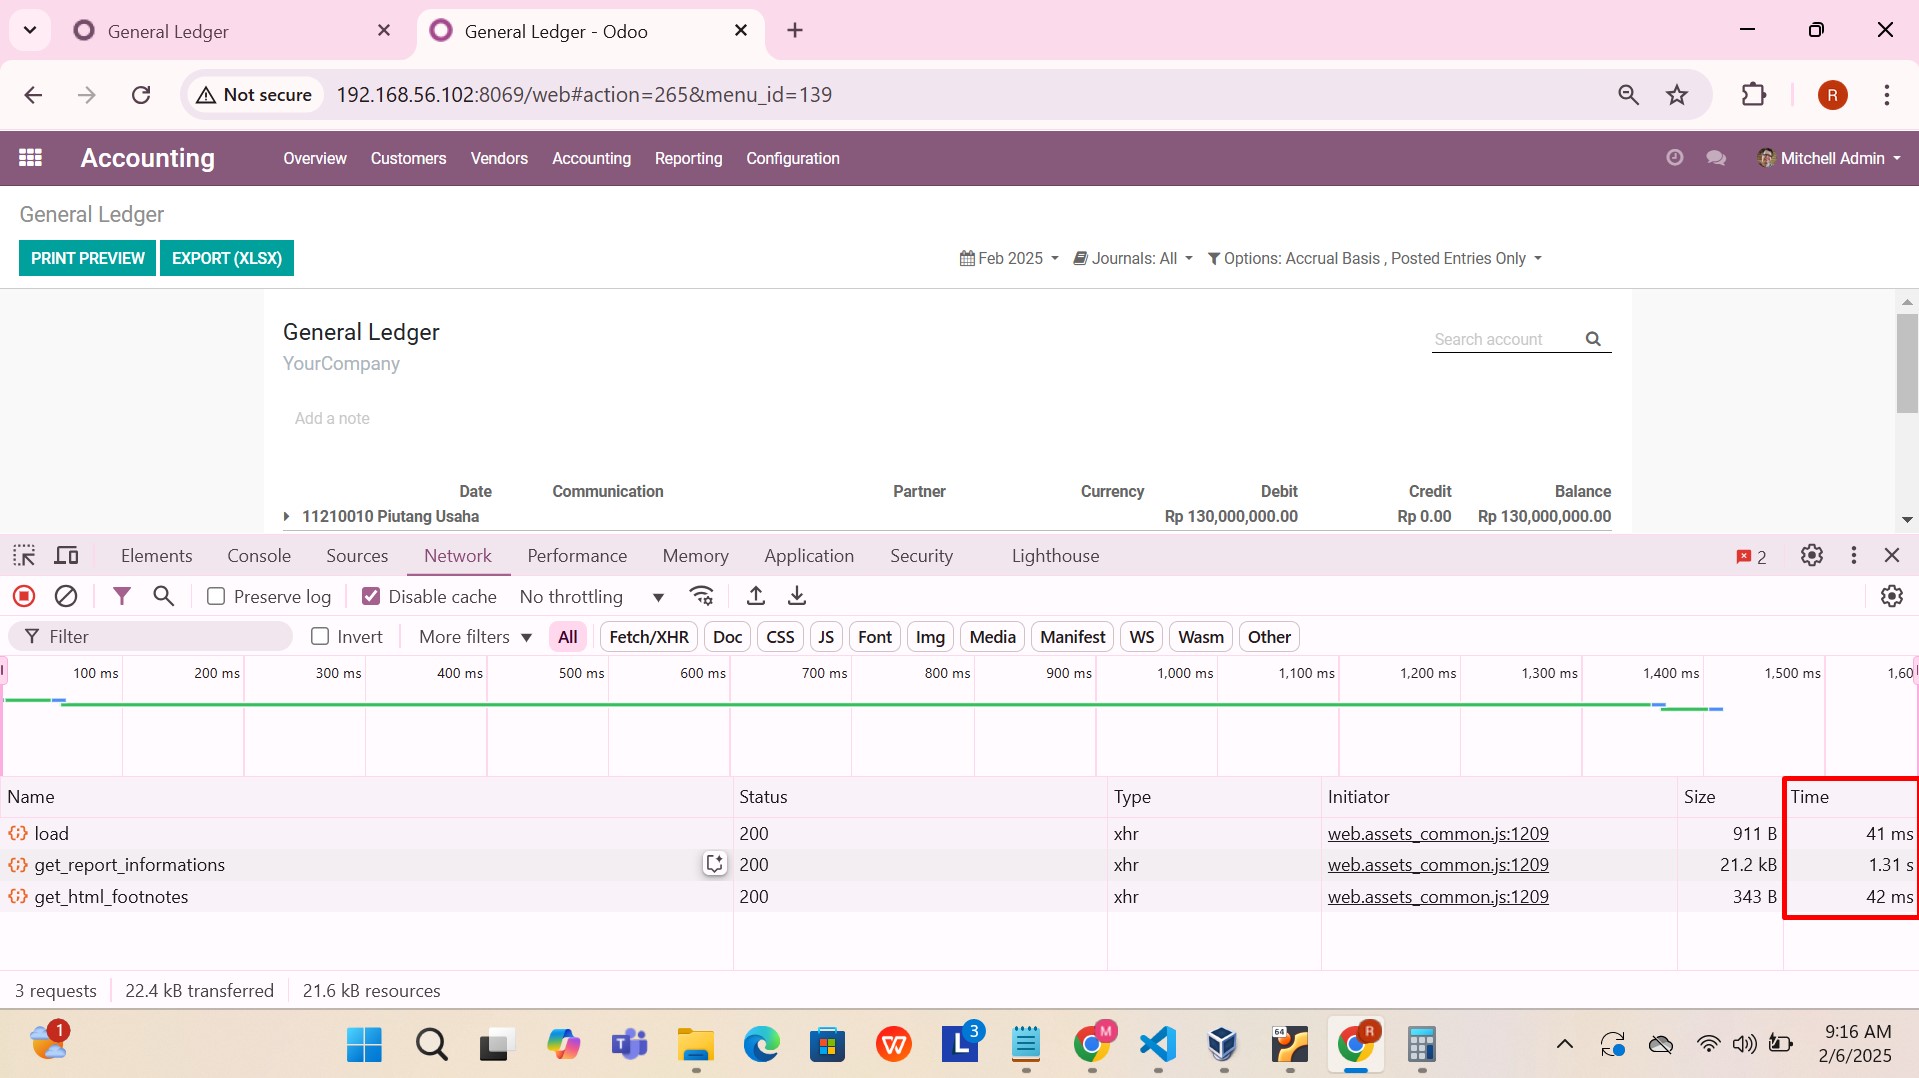 General Ledger
General Ledger - Odoo
Not secure
192.168.56.102:8069/web#action=265&menu_id=139
R
Accounting
Overview
Customers
Vendors
Accounting
Reporting
Configuration
Mitchell Admin
General Ledger
PRINT PREVIEW
EXPORT (XLSX)
Feb 2025
Journals: All
Options: Accrual Basis , Posted Entries Only
General Ledger
YourCompany
Search account
Add a note
Date Communication Partner Currency Debit Credit Balance
11210010 Piutang Usaha Rp 130,000,000.00 Rp 0.00 Rp 130,000,000.00
Elements Console Sources Network Performance Memory Application Security Lighthouse 2
Preserve log Disable cache No throttling
Filter Invert More filters All Fetch/XHR Doc CSS JS Font Img Media Manifest WS Wasm Other
100 ms 200 ms 300 ms 400 ms 500 ms 600 ms 700 ms 800 ms 900 ms 1,000 ms 1,100 ms 1,200 ms 1,300 ms 1,400 ms 1,500 ms 1,60
Name Status Type Initiator Size Time
load 200 xhr web.assets_common.js:1209 911 B 41 ms
get_report_informations 200 xhr web.assets_common.js:1209 21.2 kB 1.31 s
get_html_footnotes 200 xhr web.assets_common.js:1209 343 B 42 ms
3 requests 22.4 kB transferred 21.6 kB resources
1
W
L
3
M
64
R
9:16 AM
2/6/2025